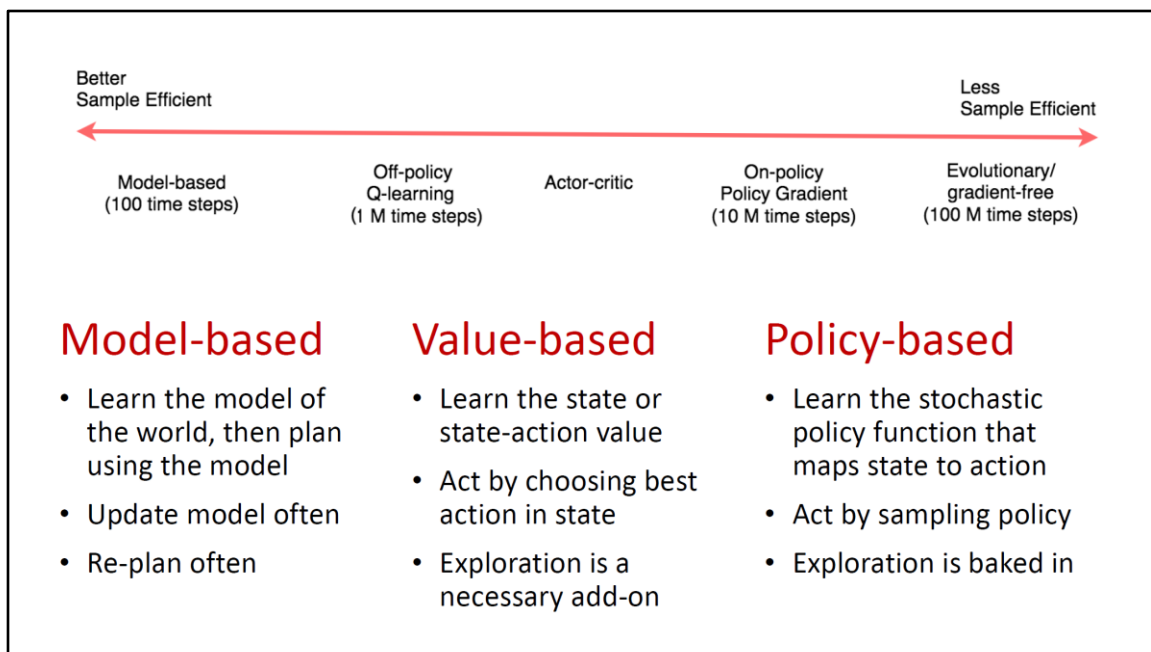 Better
Sample Efficient
Less
Sample Efficient
Model-based
(100 time steps)
Off-policy
Q-learning
(1 M time steps)
Actor-critic
On-policy
Policy Gradient
(10 M time steps)
Evolutionary/
gradient-free
(100 M time steps)
Model-based
• Learn the model of
the world, then plan
using the model
• Update model often
• Re-plan often
Value-based
• Learn the state or
state-action value
• Act by choosing best
action in state
• Exploration is a
necessary add-on
Policy-based
• Learn the stochastic
policy function that
maps state to action
• Act by sampling policy
• Exploration is baked in